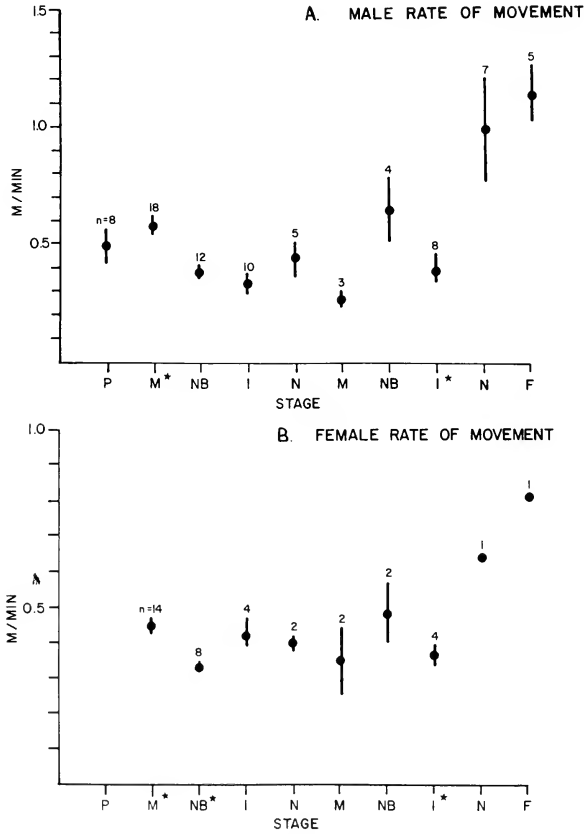 A. MALE RATE OF MOVEMENT
1.5
1.0
0.5
M/MIN
n=8
18
12
10
5
3
4
8
7
5
P M* NB I N M NB I* N F
STAGE
B. FEMALE RATE OF MOVEMENT
1.0
0.5
M/MIN
n=14
8
4
2
2
2
4
1
1
P M* NB* I N M NB I* N F
STAGE